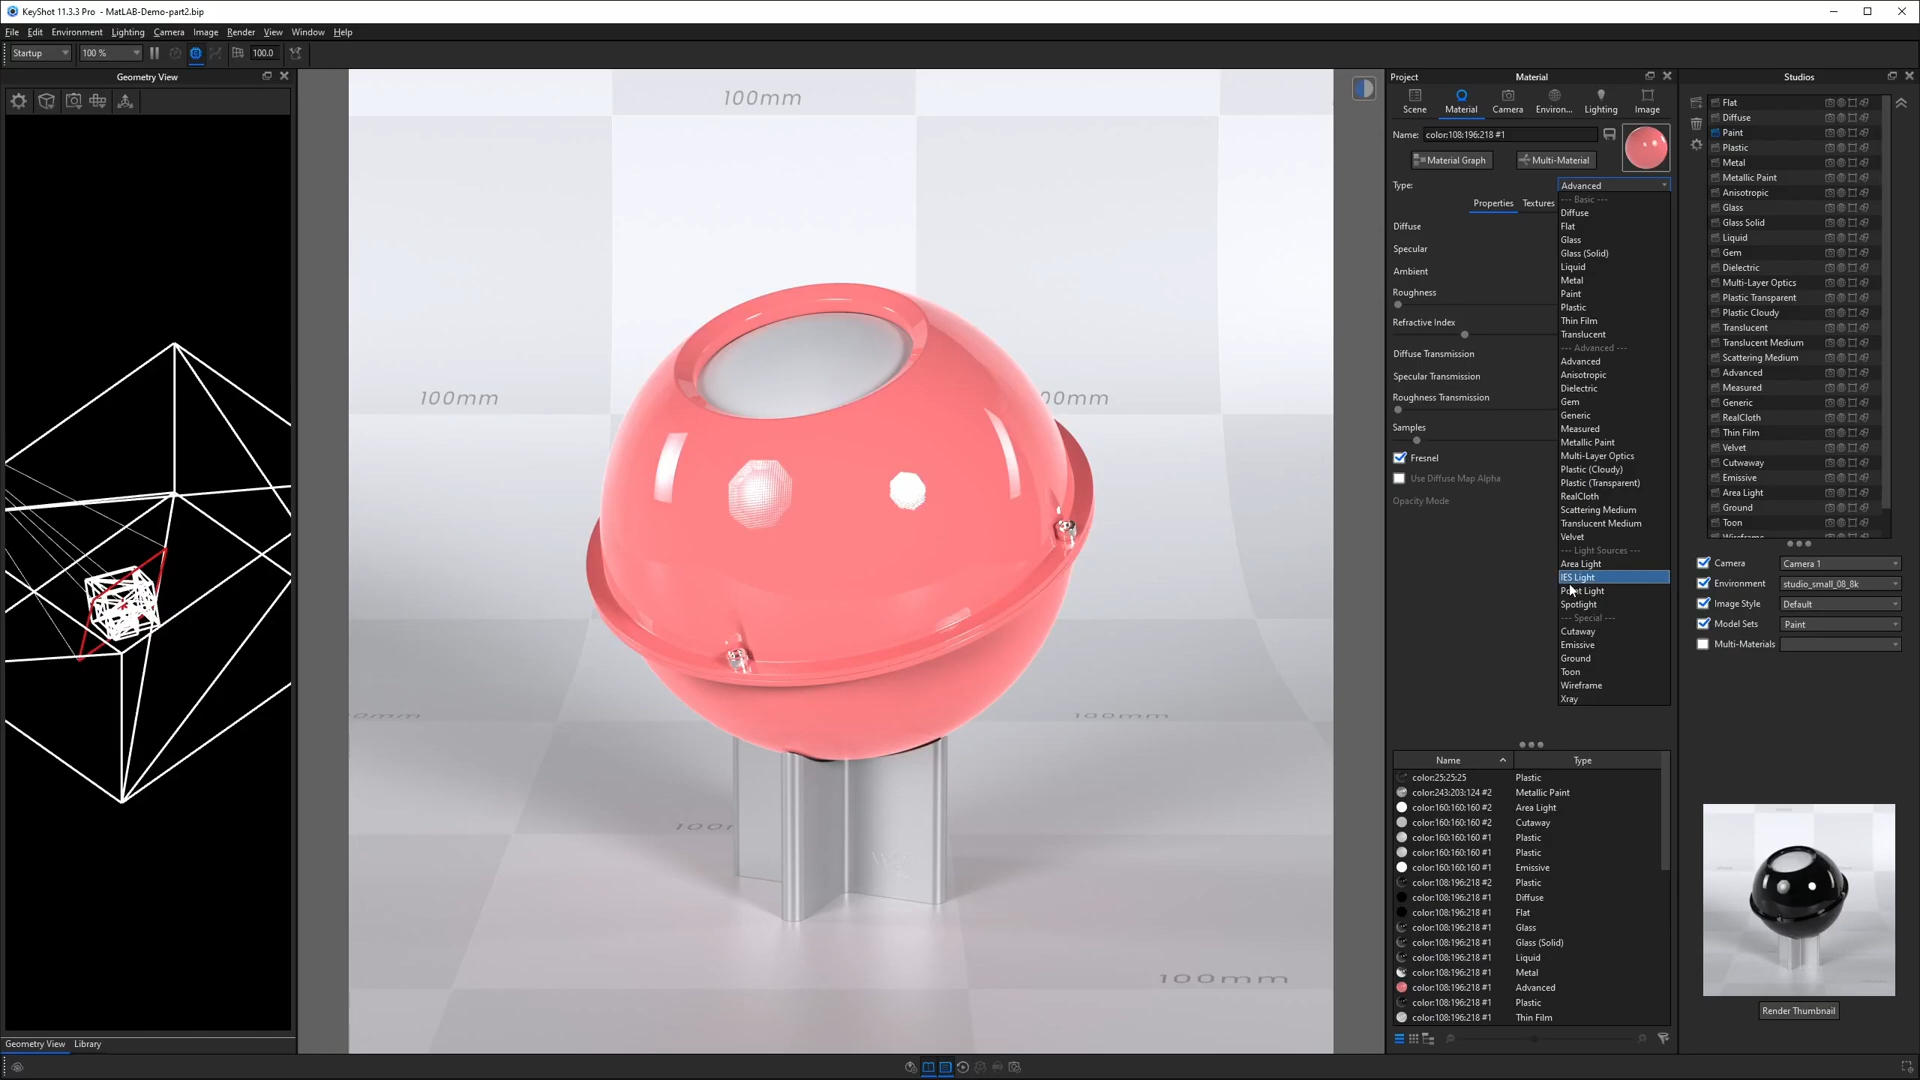 KeyShot 11.3.3 Pro - MatLAB-Demo-part2.bip
File Edit Environment Lighting Camera Image Render View Window Help
Startup 100 % 100.0
Geometry View
100mm
100mm
00mm
100mm
100mm
Project Material
Scene Material Camera Environ... Lighting Image
Name: color:108:196:218 #1
Material Graph Multi-Material
Type: Advanced
Properties Textures
Diffuse
Specular
Ambient
Roughness
Refractive Index
Diffuse Transmission
Specular Transmission
Roughness Transmission
Samples
Fresnel
Use Diffuse Map Alpha
Opacity Mode
--- Basic ---
Diffuse
Flat
Glass
Glass (Solid)
Liquid
Metal
Paint
Plastic
Thin Film
Translucent
--- Advanced ---
Advanced
Anisotropic
Dielectric
Gem
Generic
Measured
Metallic Paint
Multi-Layer Optics
Plastic (Cloudy)
Plastic (Transparent)
RealCloth
Scattering Medium
Translucent Medium
Velvet
--- Light Sources ---
Area Light
IES Light
Point Light
Spotlight
--- Special ---
Cutaway
Emissive
Ground
Toon
Wireframe
Xray
Name Type
color:25:25:25 Plastic
color:243:203:124 #2 Metallic Paint
color:160:160:160 #2 Area Light
color:160:160:160 #2 Cutaway
color:160:160:160 #1 Plastic
color:160:160:160 #1 Plastic
color:160:160:160 #1 Emissive
color:108:196:218 #2 Plastic
color:108:196:218 #1 Diffuse
color:108:196:218 #1 Flat
color:108:196:218 #1 Glass
color:108:196:218 #1 Glass (Solid)
color:108:196:218 #1 Liquid
color:108:196:218 #1 Metal
color:108:196:218 #1 Advanced
color:108:196:218 #1 Plastic
color:108:196:218 #1 Thin Film
Studios
Flat
Diffuse
Paint
Plastic
Metal
Metallic Paint
Anisotropic
Glass
Glass Solid
Liquid
Gem
Dielectric
Multi-Layer Optics
Plastic Transparent
Plastic Cloudy
Translucent
Translucent Medium
Scattering Medium
Advanced
Measured
Generic
RealCloth
Thin Film
Velvet
Cutwaway
Emissive
Area Light
Ground
Toon
Wireframe
Camera Camera 1
Environment studio_small_08_8k
Image Style Default
Model Sets Paint
Multi-Materials
Render Thumbnail
Geometry View Library